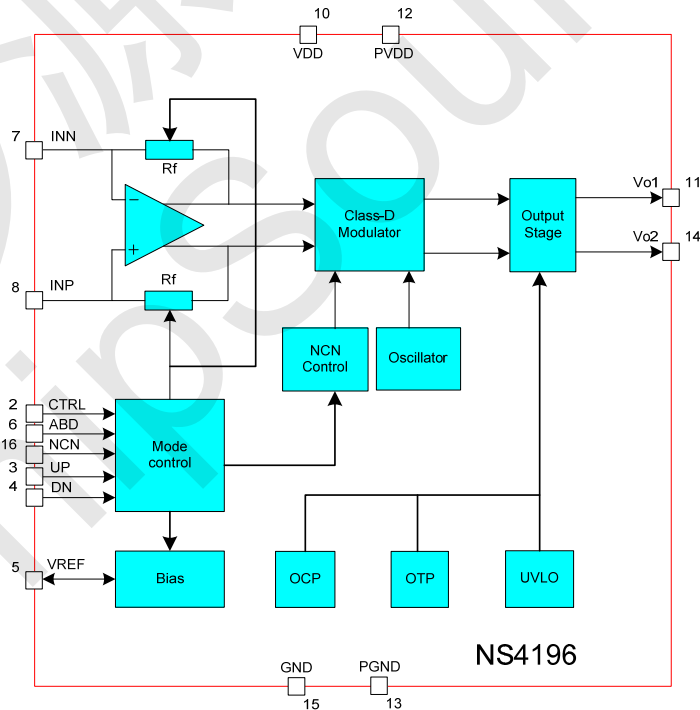 10
12
VDD
PVDD
7
INN
Rf
−
Class-D
Modulator
Output
Stage
Vo1
11
+
Vo2
14
8
INP
Rf
NCN
Control
Oscillator
2
CTRL
6
ABD
16
NCN
3
UP
4
DN
Mode
control
5
VREF
Bias
OCP
OTP
UVLO
NS4196
GND
PGND
15
13